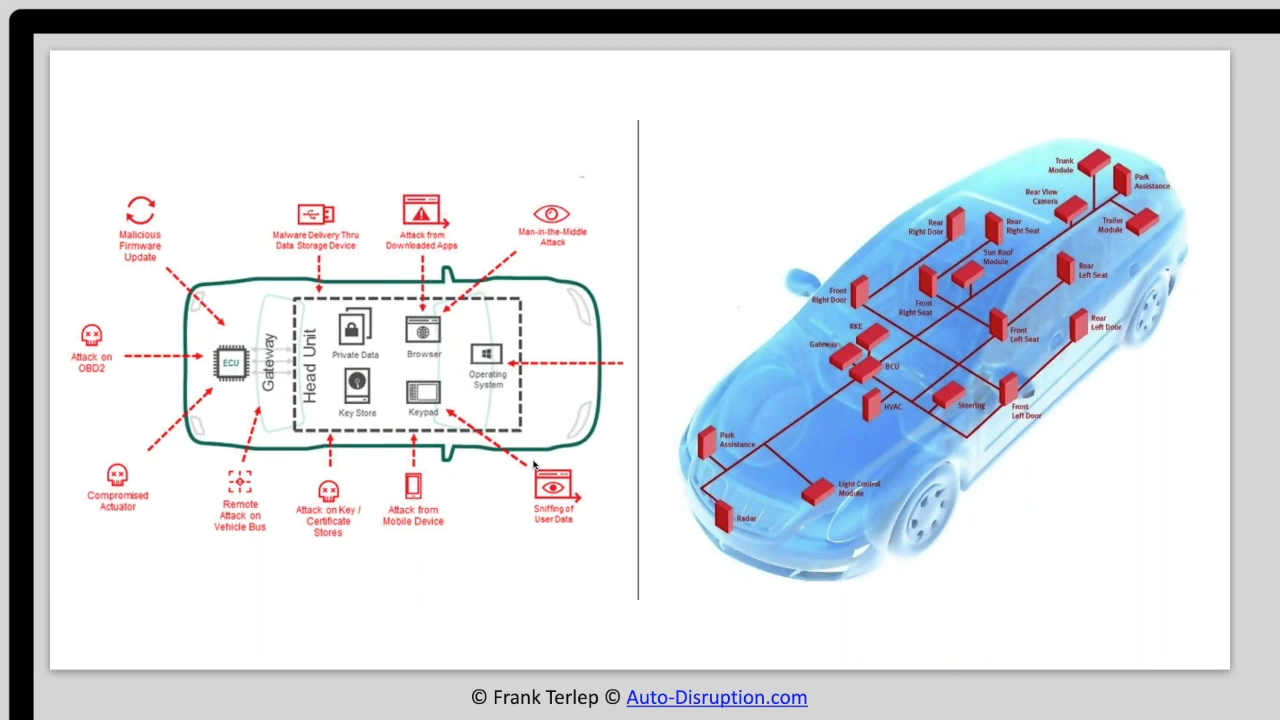 Malicious
Firmware
Update
Malware Delivery Thru
Data Storage Device
Attack from
Downloaded Apps
Man-in-the-Middle
Attack
Attack on
OBD2
ECU
Gateway
Head Unit
Private Data
Browser
Operating
System
Key Store
Keypad
Compromised
Actuator
Remote
Attack on
Vehicle Bus
Attack on Key /
Certificate
Stores
Attack from
Mobile Device
Sniffing of
User Data
Trunk
Module
Park
Assistance
Rear View
Camera
Trailer
Module
Rear
Right Door
Rear
Right Seat
Sun Roof
Module
Rear
Left Seat
Front
Right Door
Front
Right Seat
Rear
Left Door
RKE
Front
Left Seat
Gateway
BCU
HVAC
Steering
Front
Left Door
Park
Assistance
Light Control
Module
Radar
© Frank Terlep © Auto-Disruption.com